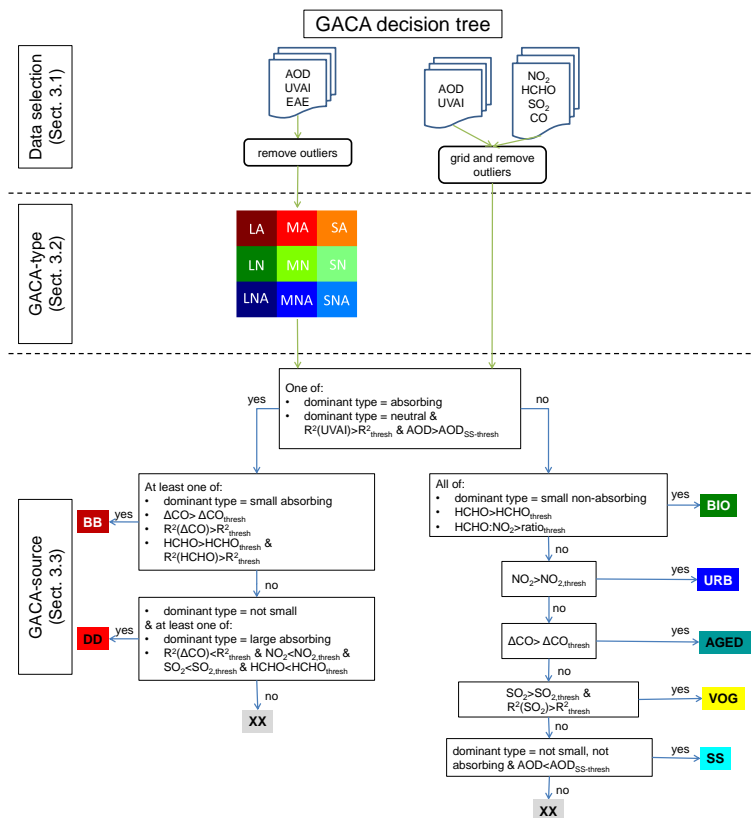 GACA decision tree
Data selection
(Sect. 3.1)
AOD
UVAI
EAE
AOD
UVAI
NO₂
HCHO
SO₂
CO
remove outliers
grid and remove
outliers
GACA-type
(Sect. 3.2)
LA MA SA
LN MN SN
LNA MNA SNA
One of:
• dominant type = absorbing
• dominant type = neutral &
R²(UVAI)>R²thresh & AOD>AODSS-thresh
yes
no
GACA-source
(Sect. 3.3)
At least one of:
• dominant type = small absorbing
• ΔCO> ΔCOthresh
• R²(ΔCO)>R²thresh
• HCHO>HCHOthresh &
R²(HCHO)>R²thresh
yes
BB
no
• dominant type = not small
& at least one of:
• dominant type = large absorbing
• R²(ΔCO)<R²thresh & NO₂<NO₂,thresh &
SO₂<SO₂,thresh & HCHO<HCHOthresh
yes
DD
no
XX
All of:
• dominant type = small non-absorbing
• HCHO>HCHOthresh
• HCHO:NO₂>ratiothresh
yes
BIO
no
NO₂>NO₂,thresh
yes
URB
no
ΔCO> ΔCOthresh
yes
AGED
no
SO₂>SO₂,thresh &
R²(SO₂)>R²thresh
yes
VOG
no
dominant type = not small, not
absorbing & AOD<AODSS-thresh
yes
SS
no
XX